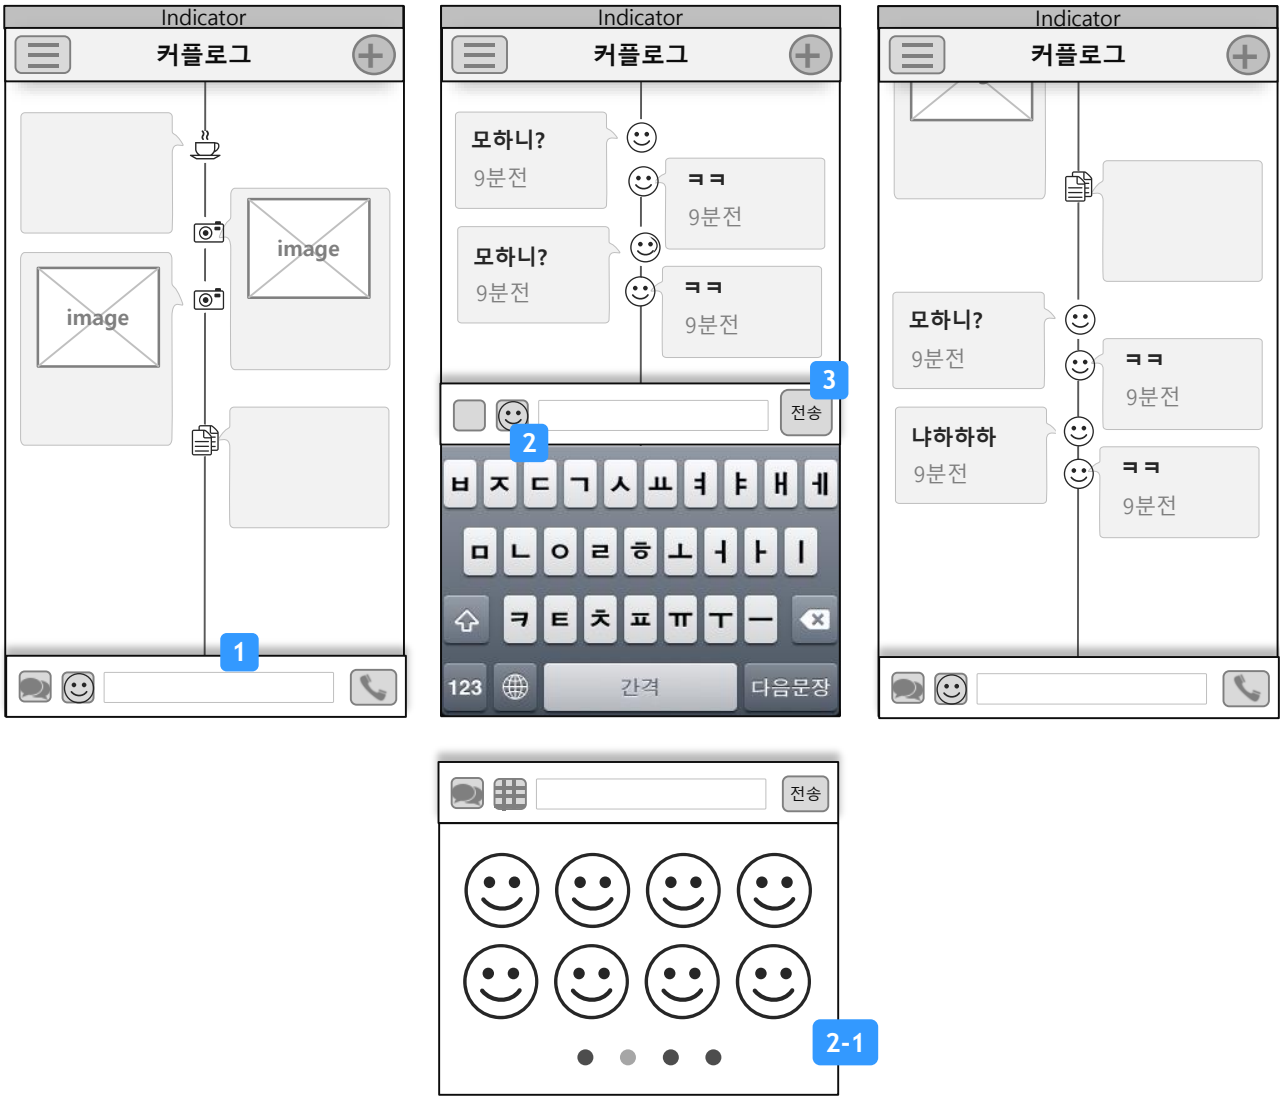 Indicator
커플로그
image
image
1
Indicator
커플로그
모하니?
9분전
ㅋㅋ
9분전
모하니?
9분전
ㅋㅋ
9분전
3
전송
2
ㅂ ㅈ ㄷ ㄱ ㅅ ㅛ ㅕ ㅑ ㅐ ㅔ
ㅁ ㄴ ㅇ ㄹ ㅎ ㅗ ㅓ ㅏ ㅣ
ㅋ ㅌ ㅊ ㅍ ㅠ ㅜ ㅡ
123 간격 다음문장
Indicator
커플로그
모하니?
9분전
ㅋㅋ
9분전
냐하하하
9분전
ㅋㅋ
9분전
전송
2-1